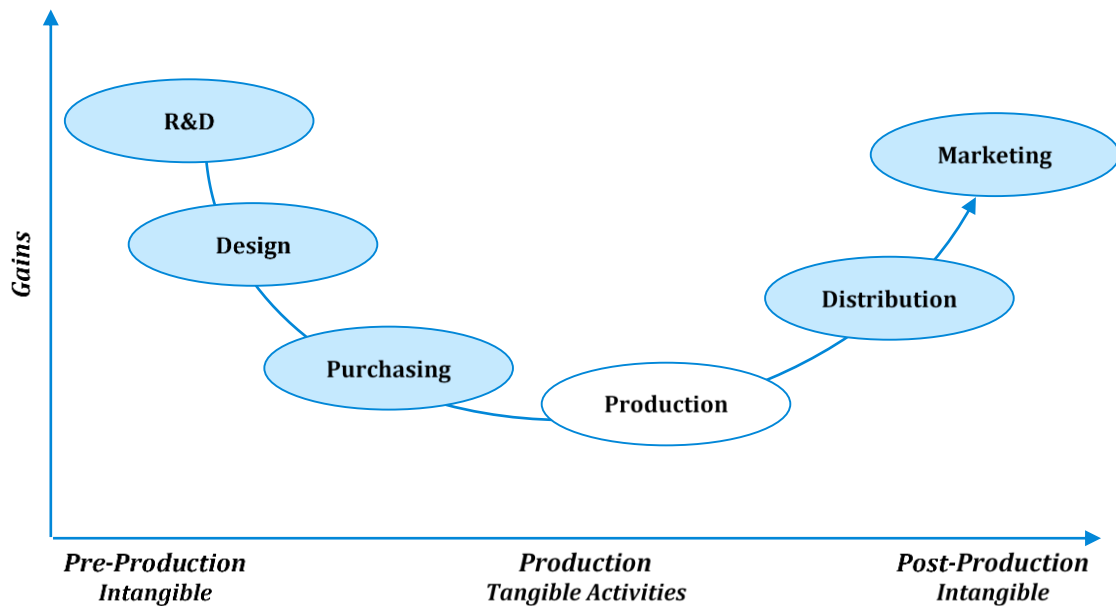 R&D
Marketing
Design
Gains
Distribution
Purchasing
Production
Pre-Production
Intangible
Production
Tangible Activities
Post-Production
Intangible